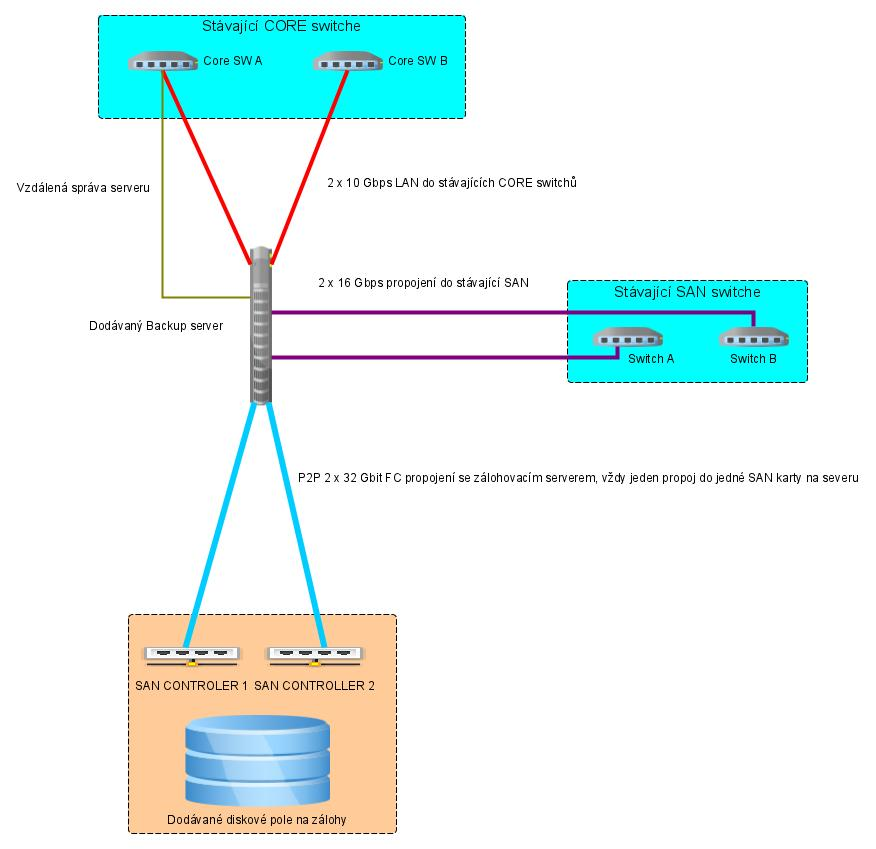 Stávající CORE switche
Core SW A
Core SW B
Vzdálená správa serveru
2 x 10 Gbps LAN do stávajících CORE switchů
2 x 16 Gbps propojení do stávající SAN
Stávající SAN switche
Dodávaný Backup server
Switch A
Switch B
P2P 2 x 32 Gbit FC propojení se zálohovacím serverem, vždy jeden propoj do jedné SAN karty na severu
SAN CONTROLER 1
SAN CONTROLLER 2
Dodávané diskové pole na zálohy